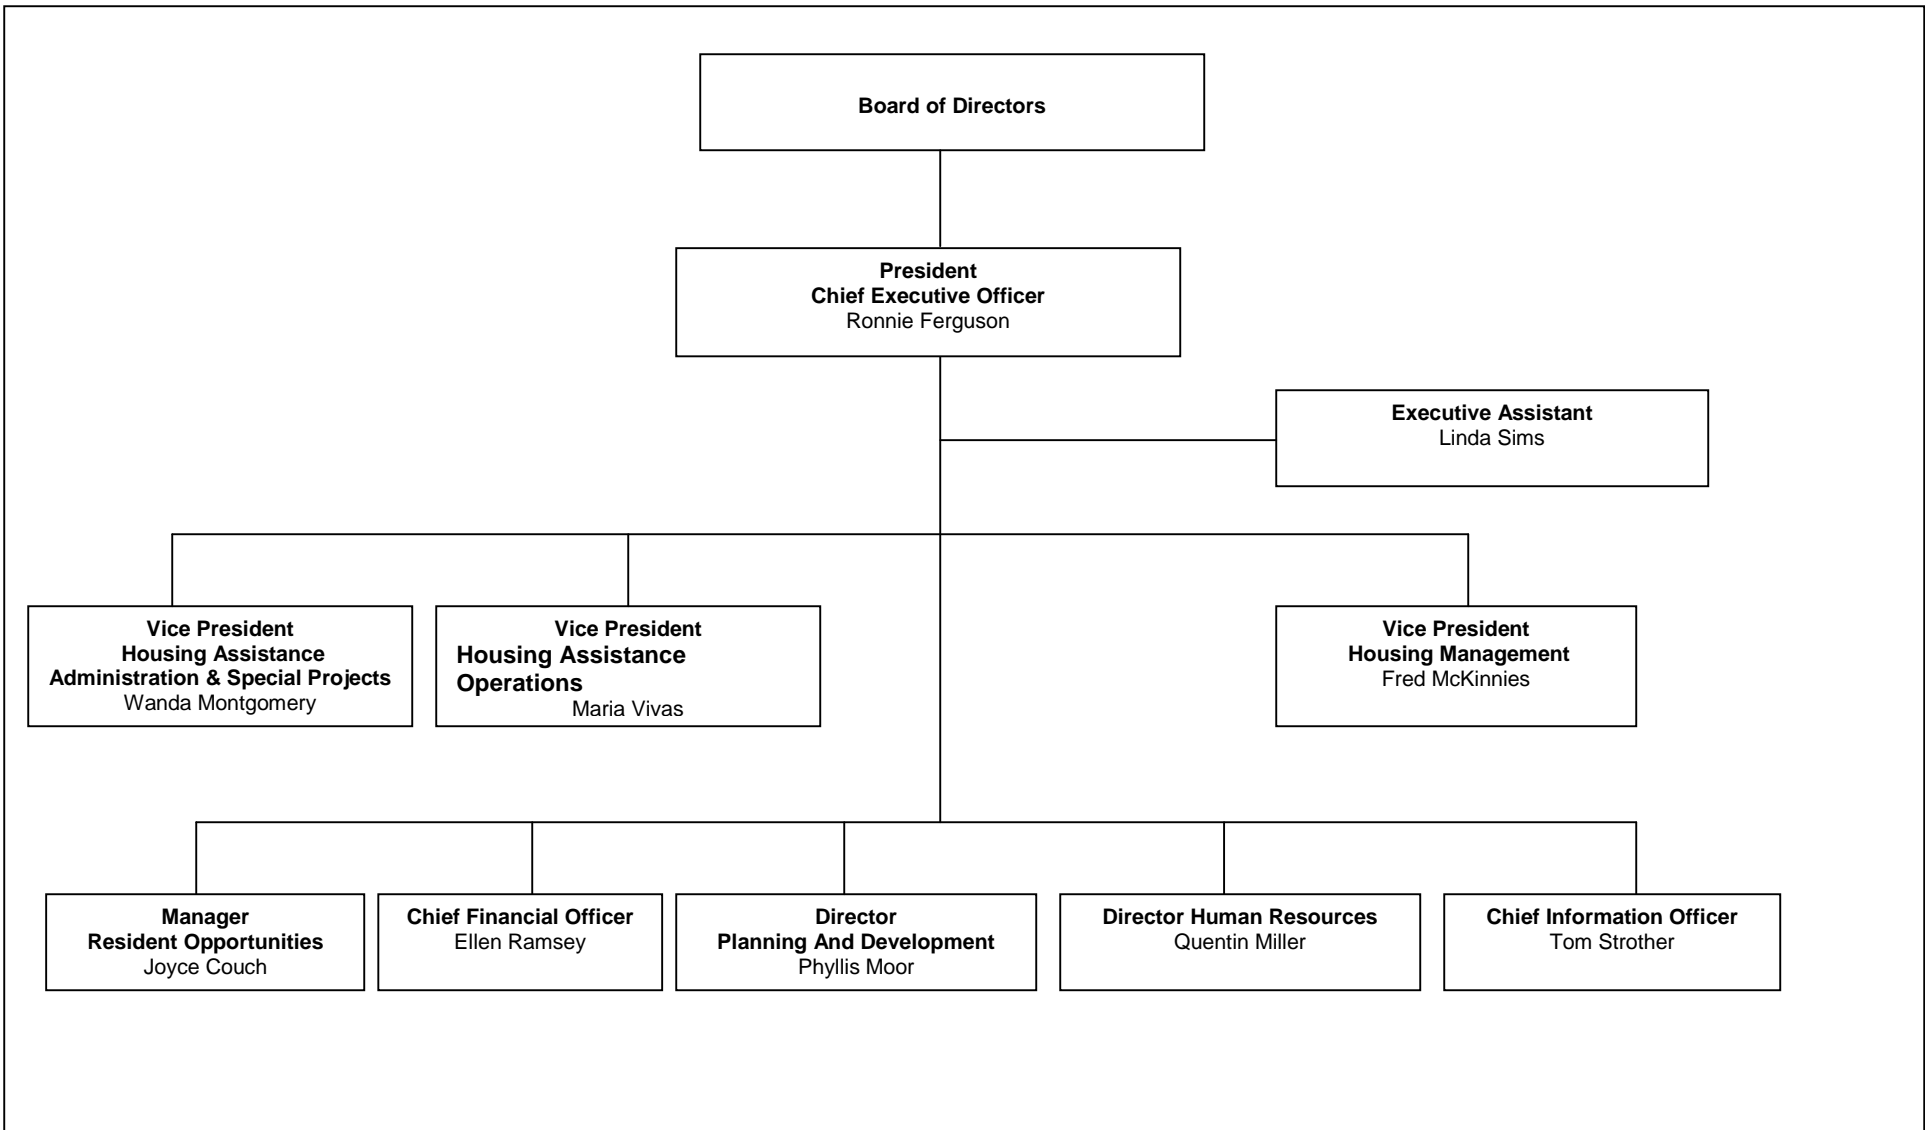 Board of Directors
President
Chief Executive Officer
Ronnie Ferguson
Executive Assistant
Linda Sims
Vice President
Housing Assistance
Administration & Special Projects
Wanda Montgomery
Vice President
Housing Assistance
Operations
Maria Vivas
Vice President
Housing Management
Fred McKinnies
Manager
Resident Opportunities
Joyce Couch
Chief Financial Officer
Ellen Ramsey
Director
Planning And Development
Phyllis Moor
Director Human Resources
Quentin Miller
Chief Information Officer
Tom Strother